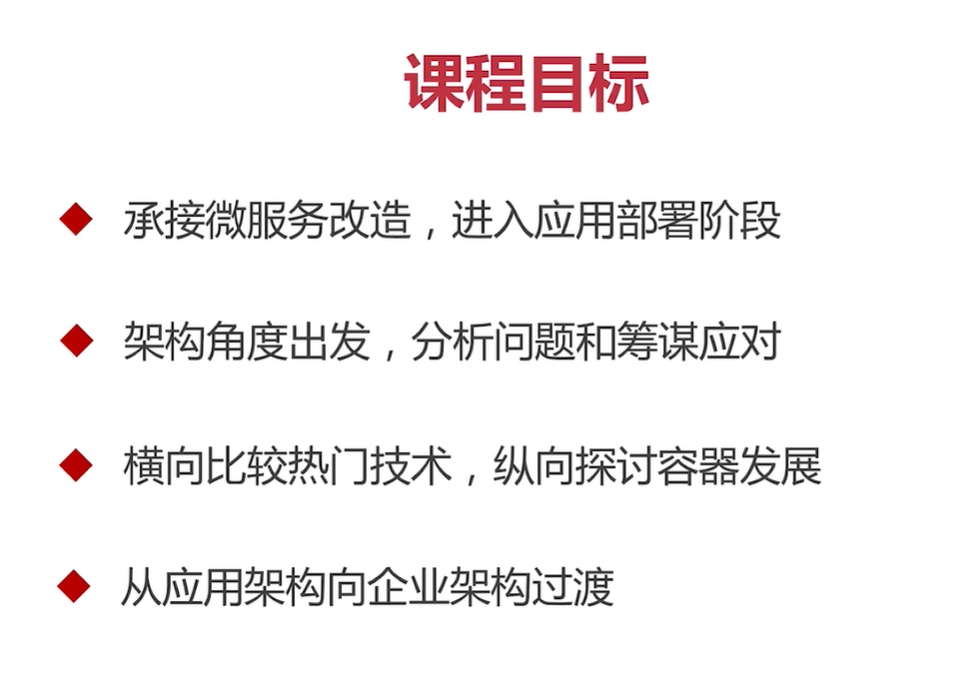 课程目标
承接微服务改造，进入应用部署阶段
架构角度出发，分析问题和筹谋应对
横向比较热门技术，纵向探讨容器发展
从应用架构向企业架构过渡